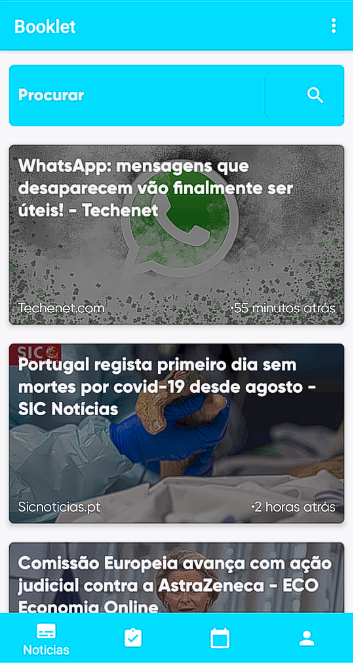 Booklet
Procurar
WhatsApp: mensagens que
desaparecem vão finalmente ser
úteis! - Techenet
Techenet.com
•55 minutos atrás
SIC
Portugal regista primeiro dia sem
mortes por covid-19 desde agosto -
SIC Notícias
Sicnoticias.pt
•2 horas atrás
Comissão Europeia avança com ação
judicial contra a AstraZeneca - ECO
Economia Online
Noticias